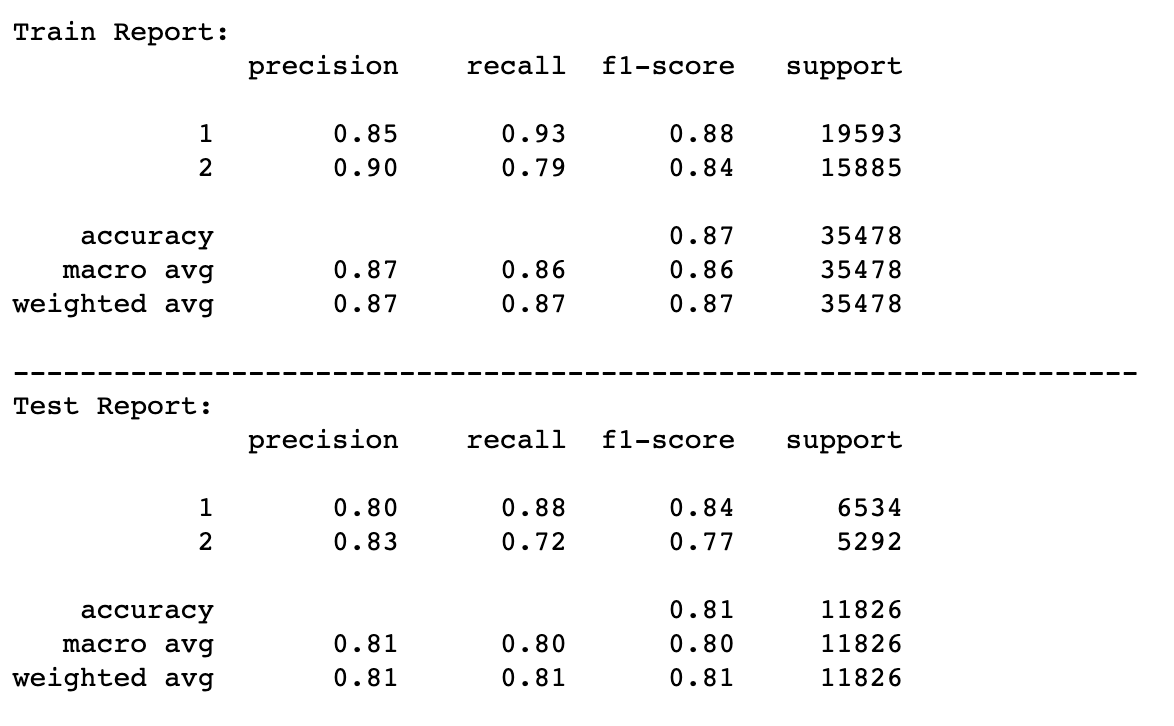 Train Report:
precision recall f1-score support
1 0.85 0.93 0.88 19593
2 0.90 0.79 0.84 15885
accuracy 0.87 35478
macro avg 0.87 0.86 0.86 35478
weighted avg 0.87 0.87 0.87 35478
-------------------------------------------------------------------
Test Report:
precision recall f1-score support
1 0.80 0.88 0.84 6534
2 0.83 0.72 0.77 5292
accuracy 0.81 11826
macro avg 0.81 0.80 0.80 11826
weighted avg 0.81 0.81 0.81 11826